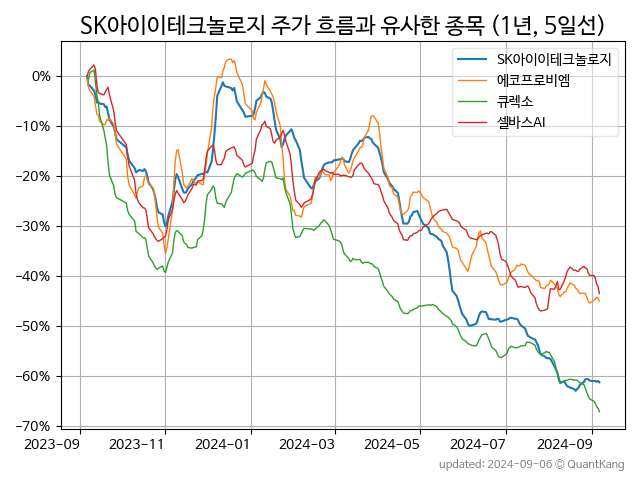 SK아이이테크놀로지 주가 흐름과 유사한 종목 (1년, 5일선)
SK아이이테크놀로지
에코프로비엠
큐렉소
셀바스AI
0%
−10%
−20%
−30%
−40%
−50%
−60%
−70%
2023-09 2023-11 2024-01 2024-03 2024-05 2024-07 2024-09
updated: 2024-09-06 © QuantKang